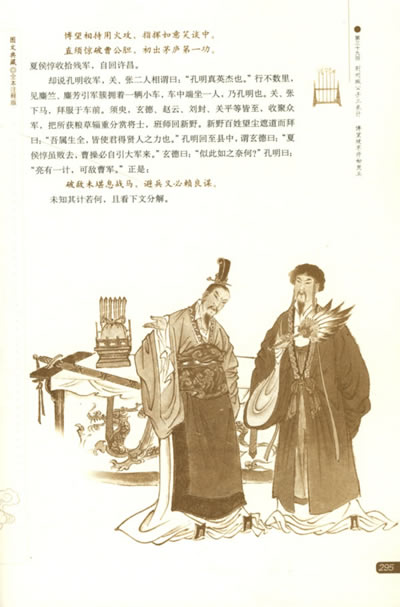 博望相持用火攻，指挥如意笑谈中。
直须惊破曹公胆，初出茅庐第一功。
夏侯惇收拾残军，自回许昌。
却说孔明收军，关、张二人相谓曰：“孔明真英杰也。”行不数里，
见糜竺、糜芳引军簇拥着一辆小车，车中端坐一人，乃孔明也。关、张
下马，拜服于车前。须臾，玄德、赵云、刘封、关平等皆至，收聚众
军，把所获粮草辎重分赏将士，班师回新野。新野百姓望尘遮道而拜
曰：“吾属生全，皆使君得贤人之力也。”孔明回至县中，谓玄德曰：“夏
侯惇虽败去，曹操必自引大军来。”玄德曰：“似此如之奈何？”孔明曰：
“亮有一计，可敌曹军。”正是：
破敌未堪息战马，避兵又必赖良谋。
未知其计若何，且看下文分解。
图文典藏
全本注释版
第三十九回 荆州城公子三求计 博望坡军师初用兵
295